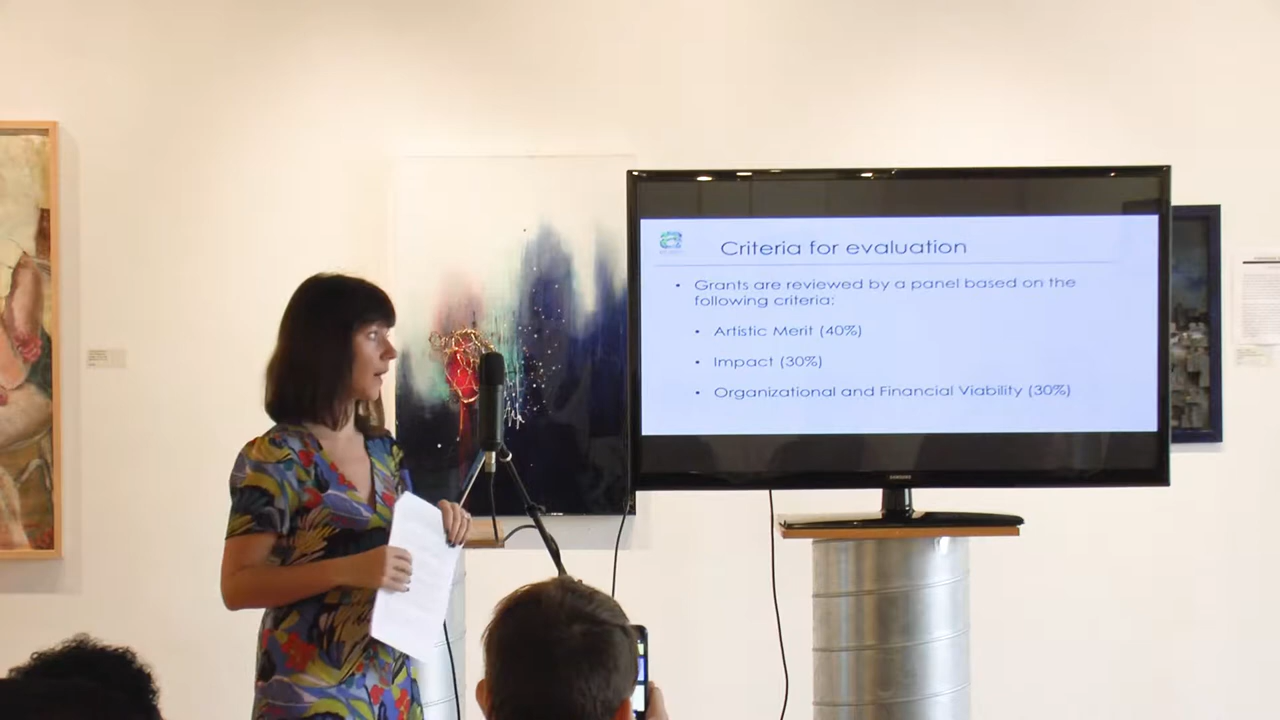 Criteria for evaluation
• Grants are reviewed by a panel based on the
following criteria:
• Artistic Merit (40%)
• Impact (30%)
• Organizational and Financial Viability (30%)
SAMSUNG